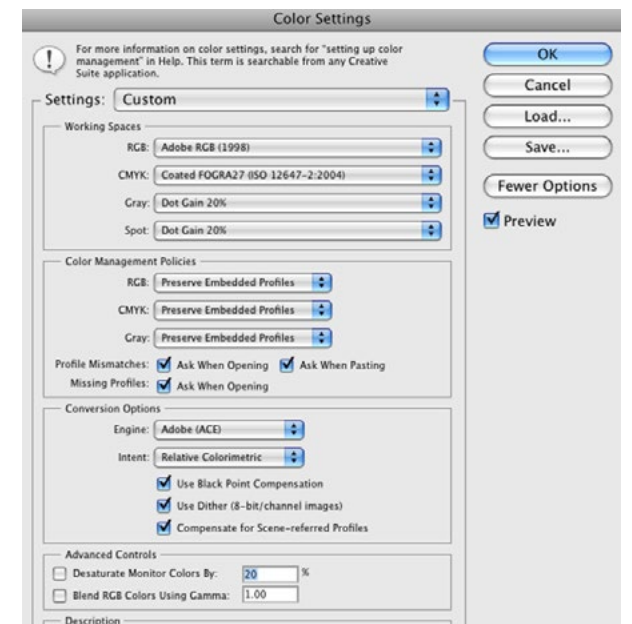 Color Settings
For more information on color settings, search for "setting up color
management" in Help. This term is searchable from any Creative
Suite application.
Settings: Custom
Working Spaces
RGB: Adobe RGB (1998)
CMYK: Coated FOGRA27 (ISO 12647-2:2004)
Gray: Dot Gain 20%
Spot: Dot Gain 20%
Color Management Policies
RGB: Preserve Embedded Profiles
CMYK: Preserve Embedded Profiles
Gray: Preserve Embedded Profiles
Profile Mismatches: Ask When Opening Ask When Pasting
Missing Profiles: Ask When Opening
Conversion Options
Engine: Adobe (ACE)
Intent: Relative Colorimetric
Use Black Point Compensation
Use Dither (8-bit/channel images)
Compensate for Scene-referred Profiles
Advanced Controls
Desaturate Monitor Colors By: 20 %
Blend RGB Colors Using Gamma: 1.00
Description
OK
Cancel
Load...
Save...
Fewer Options
Preview